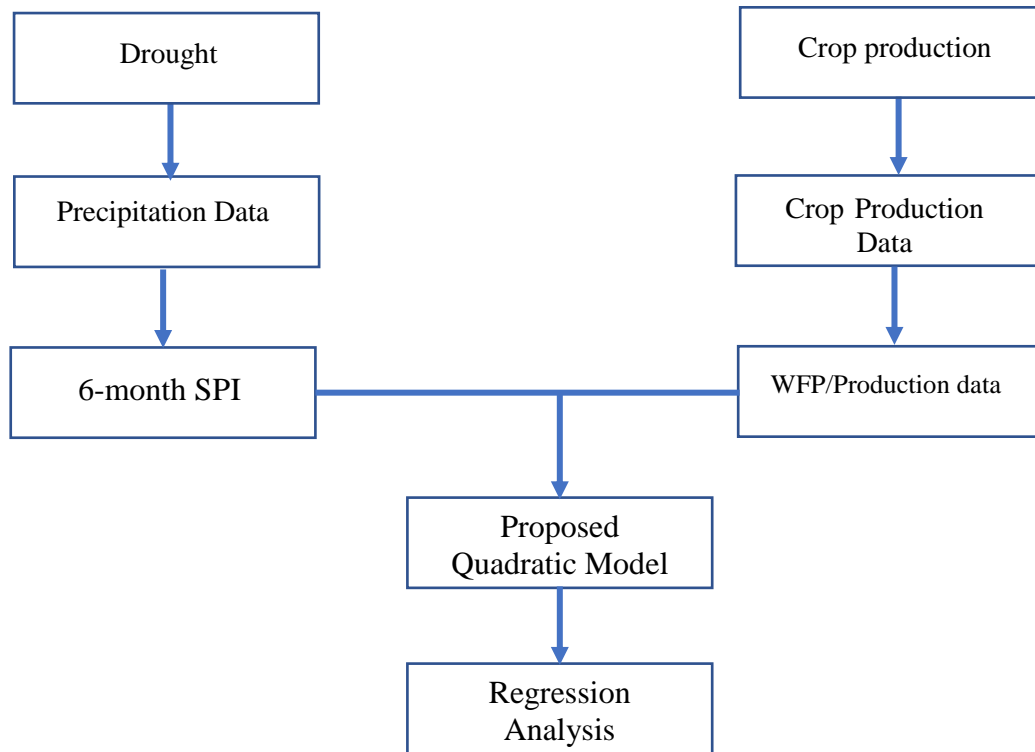 Drought
Crop production
Precipitation Data
Crop Production
Data
6-month SPI
WFP/Production data
Proposed
Quadratic Model
Regression
Analysis